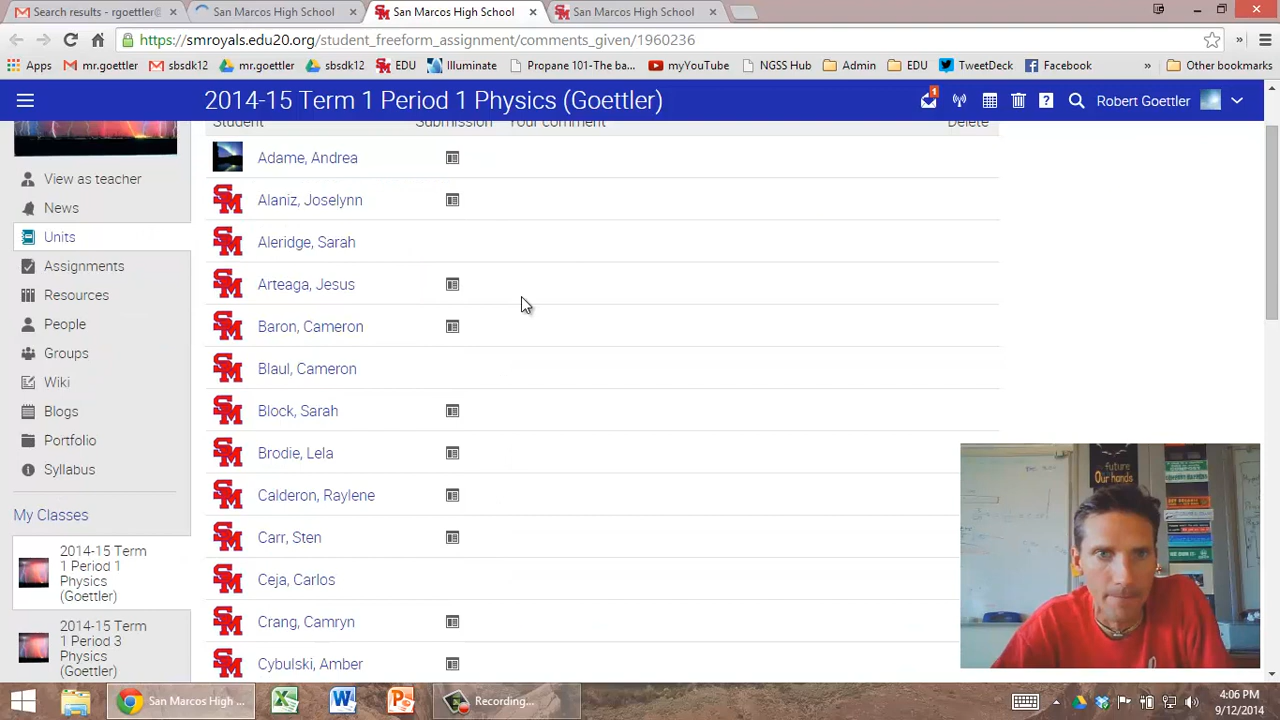 Search results - rgoettler@
San Marcos High School
San Marcos High School
San Marcos High School
https://smroyals.edu20.org/student_freeform_assignment/comments_given/1960236
Apps
mr.goettler
sbsdk12
mr.goettler
sbsdk12
EDU
Illuminate
Propane 101-The ba...
myYouTube
NGSS Hub
Admin
EDU
TweetDeck
Facebook
»
Other bookmarks
2014-15 Term 1 Period 1 Physics (Goettler)
1
Robert Goettler
Student Submission Your comment Delete
View as teacher
News
Units
Assignments
Resources
People
Groups
Wiki
Blogs
Portfolio
Syllabus
My Classes
2014-15 Term
1 Period 1
Physics
(Goettler)
2014-15 Term
1 Period 3
Physics
(Goettler)
Adame, Andrea
Alaniz, Joselynn
Aleridge, Sarah
Arteaga, Jesus
Baron, Cameron
Blaul, Cameron
Block, Sarah
Brodie, Lela
Calderon, Raylene
Carr, Sten
Ceja, Carlos
Crang, Camryn
Cybulski, Amber
future
Our hands
San Marcos High ...
Recording...
4:06 PM
9/12/2014